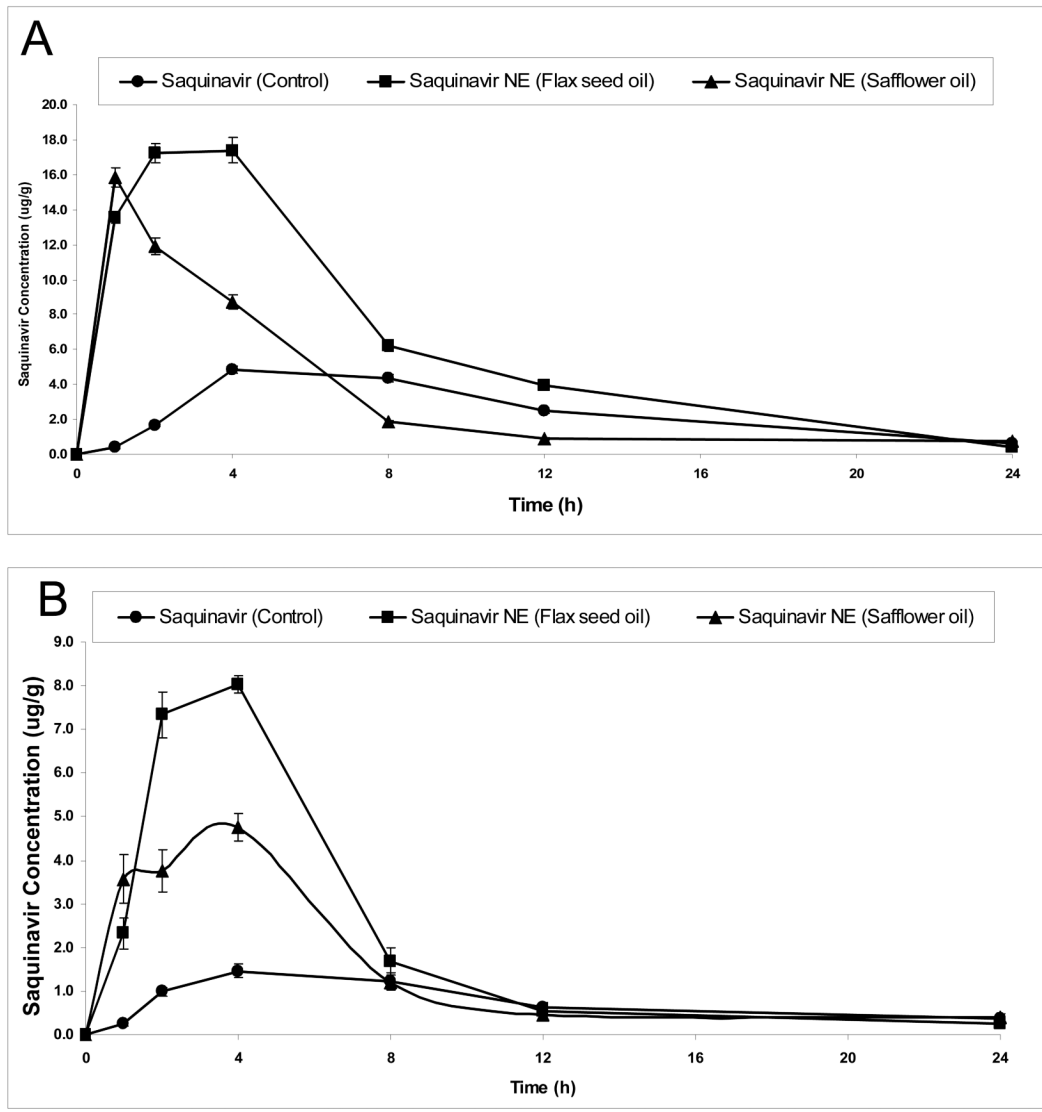 A
Saquinavir (Control) Saquinavir NE (Flax seed oil) Saquinavir NE (Safflower oil)
20.0
18.0
16.0
14.0
12.0
10.0
8.0
6.0
4.0
2.0
0.0
Saquinavir Concentration (ug/g)
0 4 8 12 16 20 24
Time (h)
B
Saquinavir (Control) Saquinavir NE (Flax seed oil) Saquinavir NE (Safflower oil)
9.0
8.0
7.0
6.0
5.0
4.0
3.0
2.0
1.0
0.0
Saquinavir Concentration (ug/g)
0 4 8 12 16 20 24
Time (h)